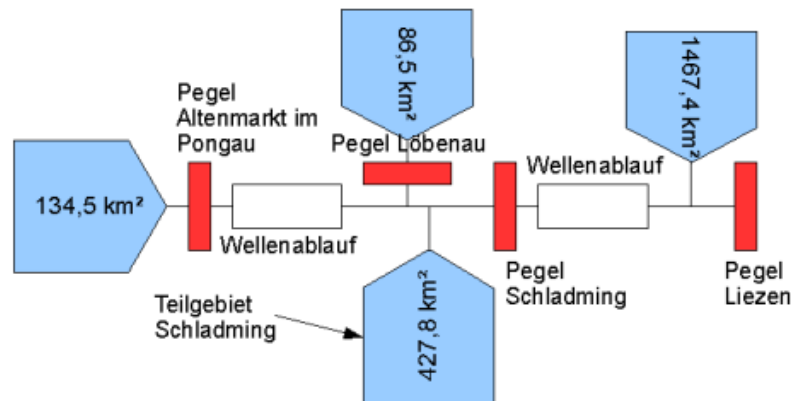 86,5 km²
1467,4 km²
Pegel
Altenmarkt im
Pongau
Pegel Löbenau
Wellenablauf
134,5 km²
Wellenablauf
Pegel
Schladming
Pegel
Liezen
Teilgebiet
Schladming
427,8 km²